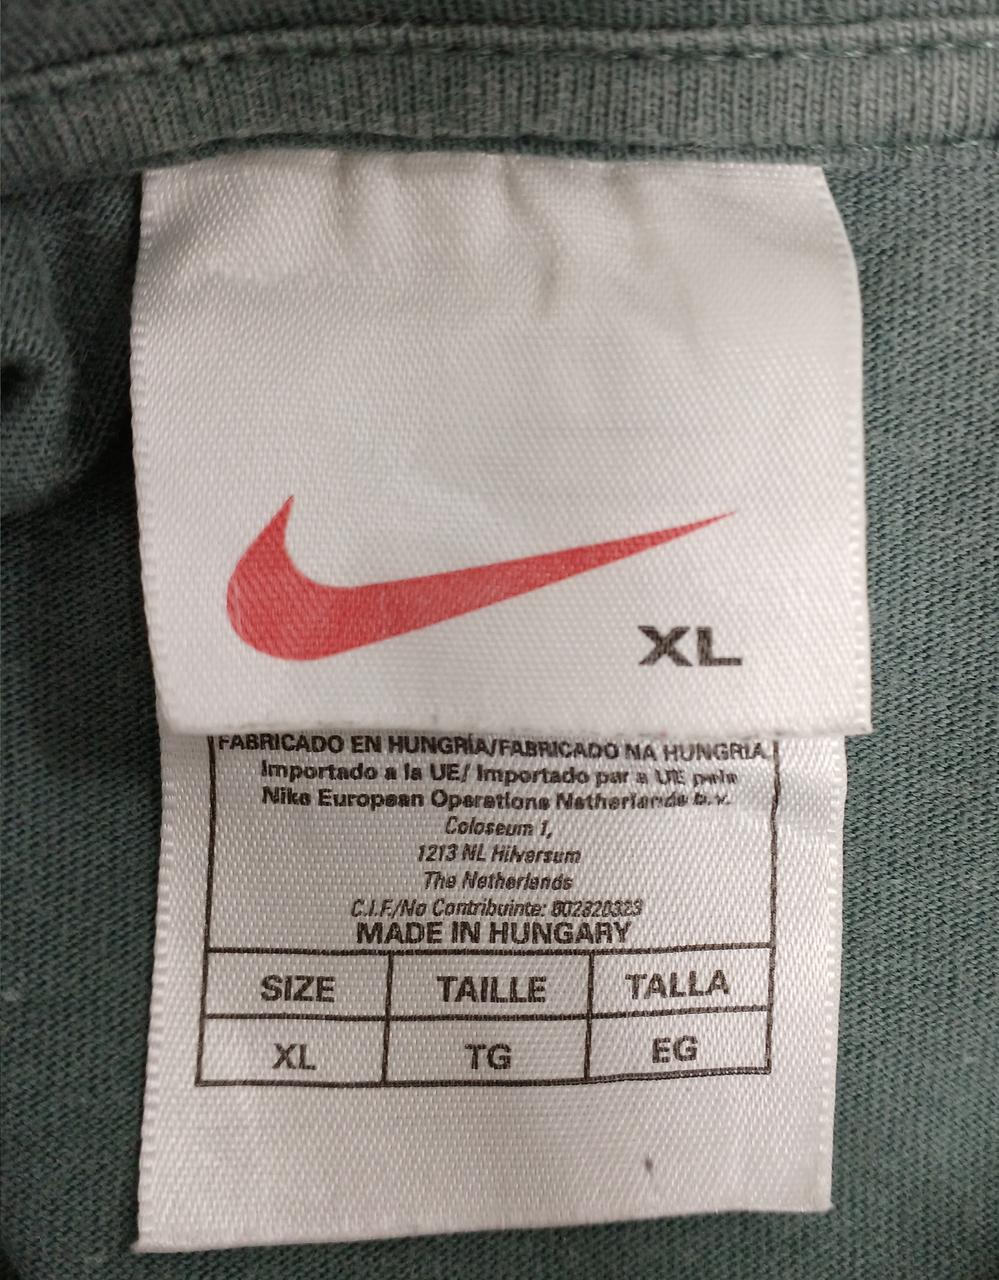 XL
FABRICADO EN HUNGRÍA/FABRICADO NA HUNGRIA.
Importado a la UE/ Importado par a UE pela
Nike European Operations Netherlands b.v.
Coloseum 1,
1213 NL Hilversum
The Netherlands
C.I.F./No Contribuinte: 802820323
MADE IN HUNGARY
SIZE TAILLE TALLA
XL TG EG